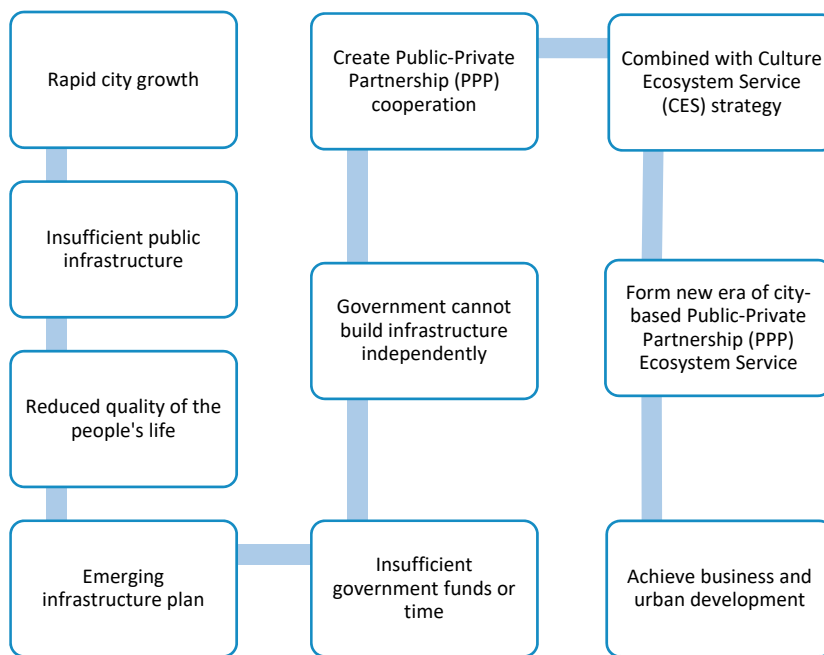 Rapid city growth
Insufficient public
infrastructure
Reduced quality of the
people's life
Emerging
infrastructure plan
Insufficient
government funds or
time
Government cannot
build infrastructure
independently
Create Public-Private
Partnership (PPP)
cooperation
Combined with Culture
Ecosystem Service
(CES) strategy
Form new era of city-
based Public-Private
Partnership (PPP)
Ecosystem Service
Achieve business and
urban development